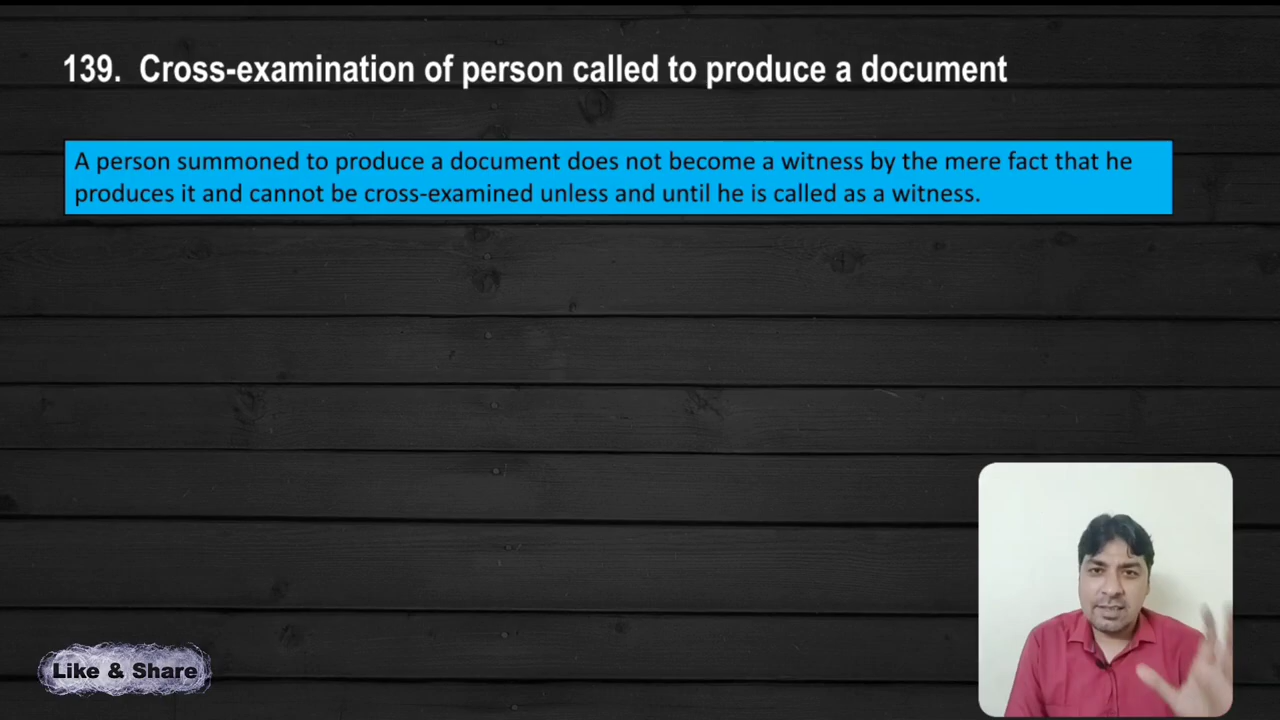 139. Cross-examination of person called to produce a document
A person summoned to produce a document does not become a witness by the mere fact that he
produces it and cannot be cross-examined unless and until he is called as a witness.
Like & Share